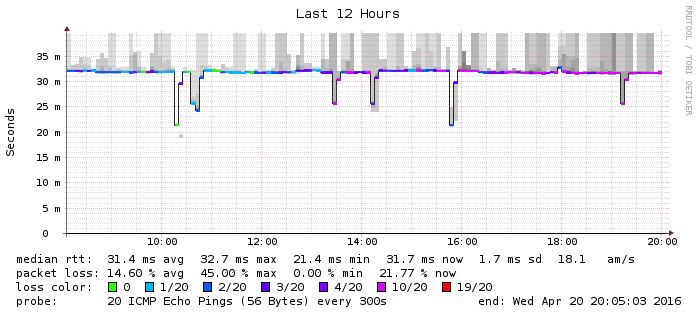 Last 12 Hours
RRDTOOL / TOBI OETIKER
Seconds
35 m
30 m
25 m
20 m
15 m
10 m
5 m
0
10:00 12:00 14:00 16:00 18:00 20:00
median rtt: 31.4 ms avg 32.7 ms max 21.4 ms min 31.7 ms now 1.7 ms sd 18.1 am/s
packet loss: 14.60 % avg 45.00 % max 0.00 % min 21.77 % now
loss color: 0 1/20 2/20 3/20 4/20 10/20 19/20
probe: 20 ICMP Echo Pings (56 Bytes) every 300s end: Wed Apr 20 20:05:03 2016